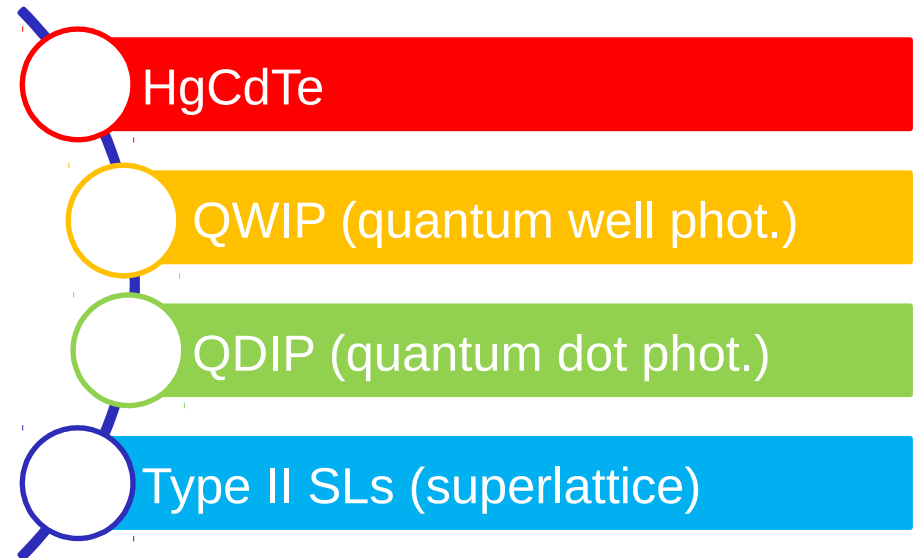 HgCdTe
QWIP (quantum well phot.)
QDIP (quantum dot phot.)
Type II SLs (superlattice)